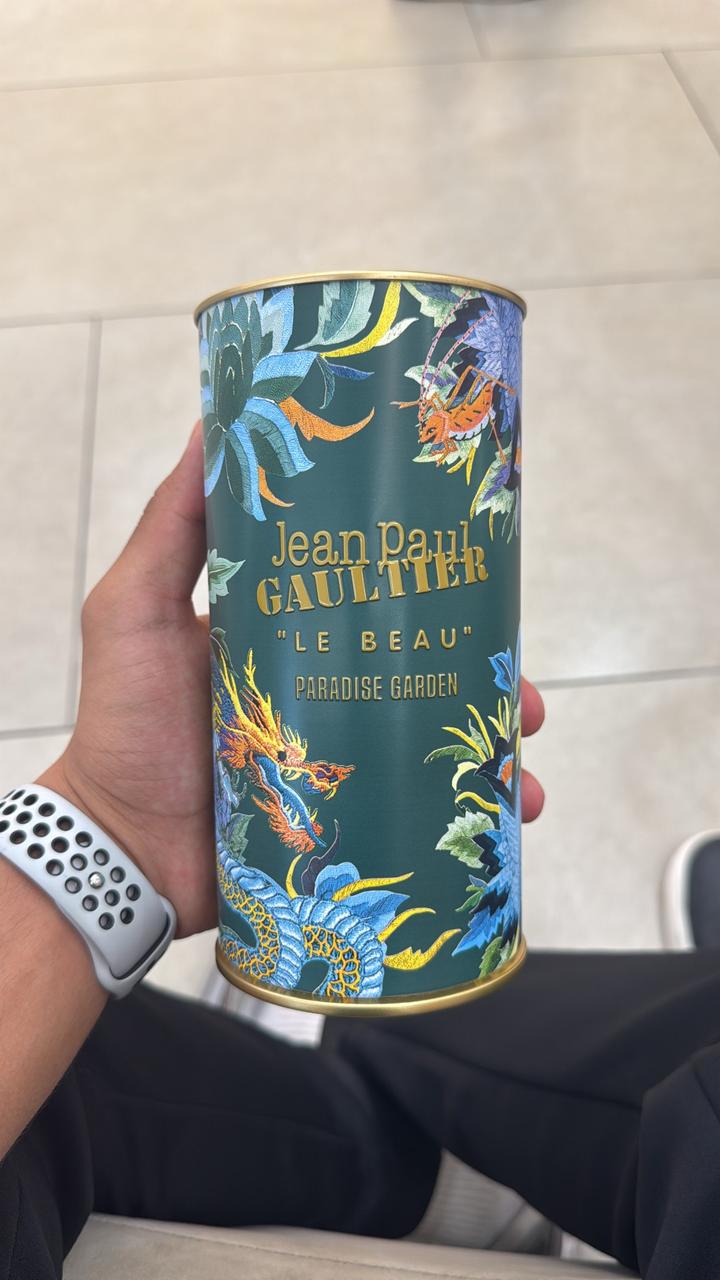 Jean Paul
GAULTIER
"LE BEAU"
PARADISE GARDEN